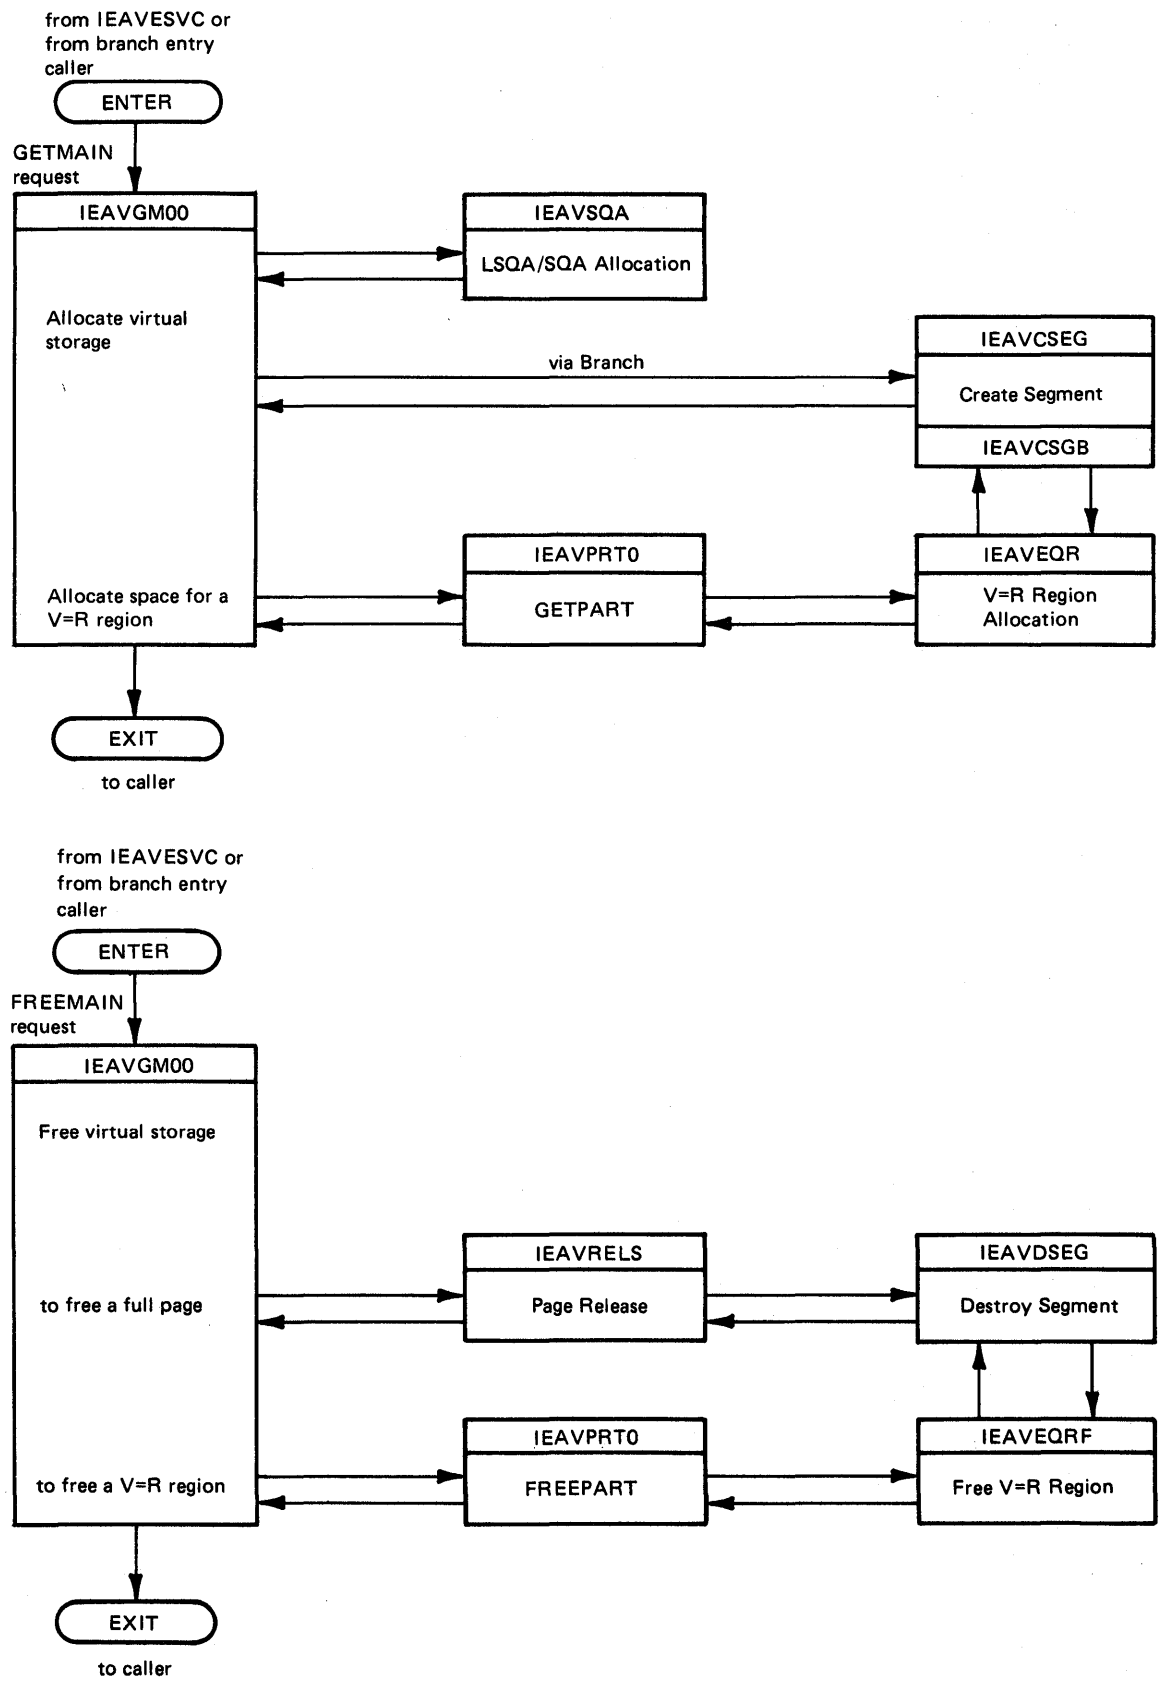 from IEAVESVC or
from branch entry
caller
ENTER
GETMAIN
request
IEAVGM00
IEAVSQA
LSQA/SQA Allocation
Allocate virtual
storage
via Branch
IEAVCSEG
Create Segment
IEAVCSGB
IEAVPRT0
GETPART
IEAVEQR
V=R Region
Allocation
Allocate space for a
V=R region
EXIT
to caller
from IEAVESVC or
from branch entry
caller
ENTER
FREEMAIN
request
IEAVGM00
Free virtual storage
IEAVRELS
Page Release
IEAVDSEG
Destroy Segment
to free a full page
IEAVPRT0
FREEPART
IEAVEQRF
Free V=R Region
to free a V=R region
EXIT
to caller